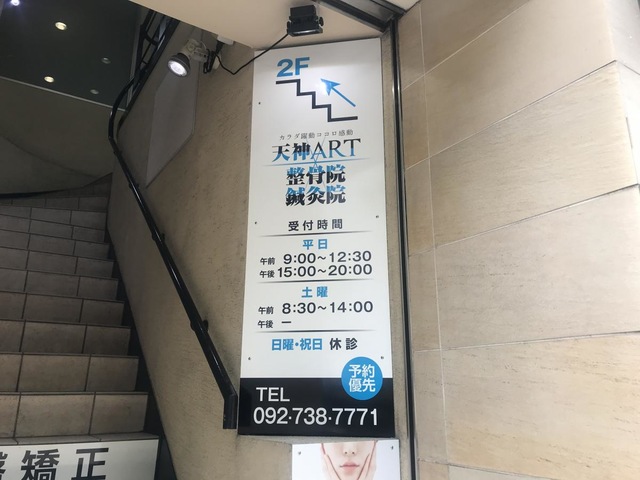 2F
カラダ躍動ココロ感動
天神ART
整骨院
鍼灸院
受付時間
平日
午前 9:00〜12:30
午後 15:00〜20:00
土曜
午前 8:30〜14:00
午後 ー
日曜・祝日 休診
予約
優先
TEL
092・738・7771
矯正